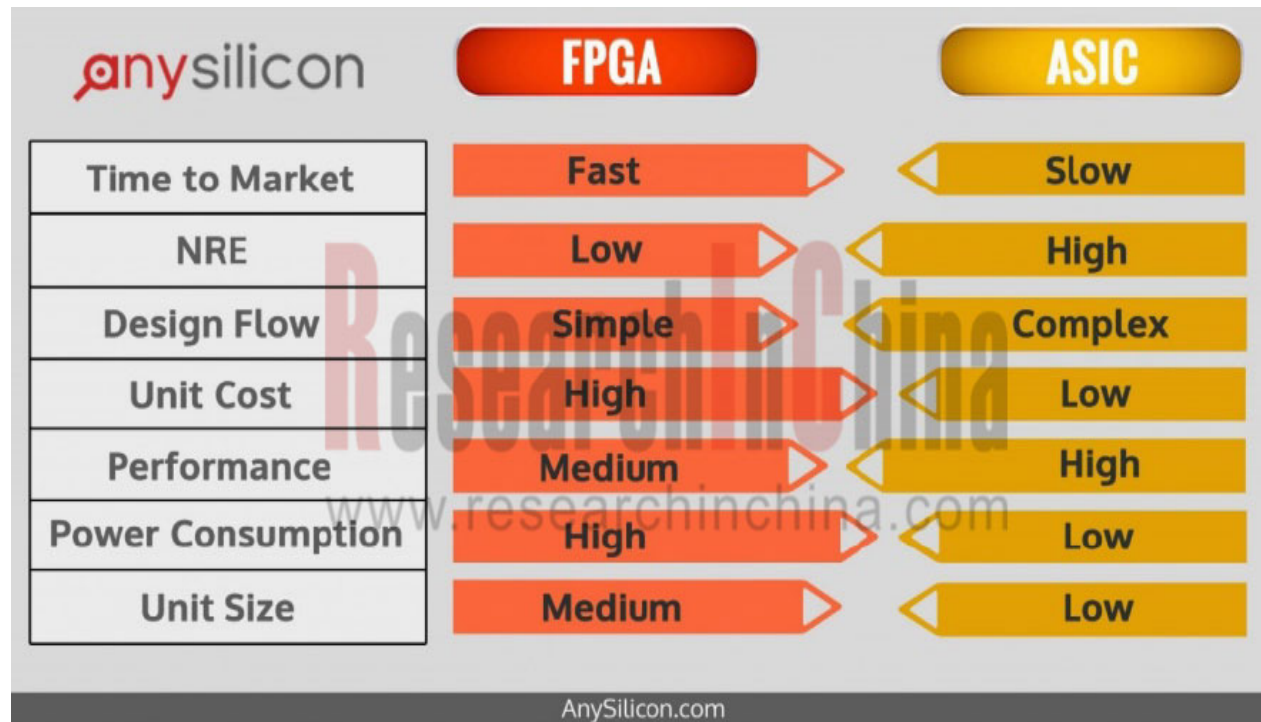 anysilicon FPGA ASIC
Time to Market Fast Slow
NRE Low High
Design Flow Simple Complex
Unit Cost High Low
Performance Medium High
Power Consumption High Low
Unit Size Medium Low
ResearchInChina
www.researchinchina.com
AnySilicon.com